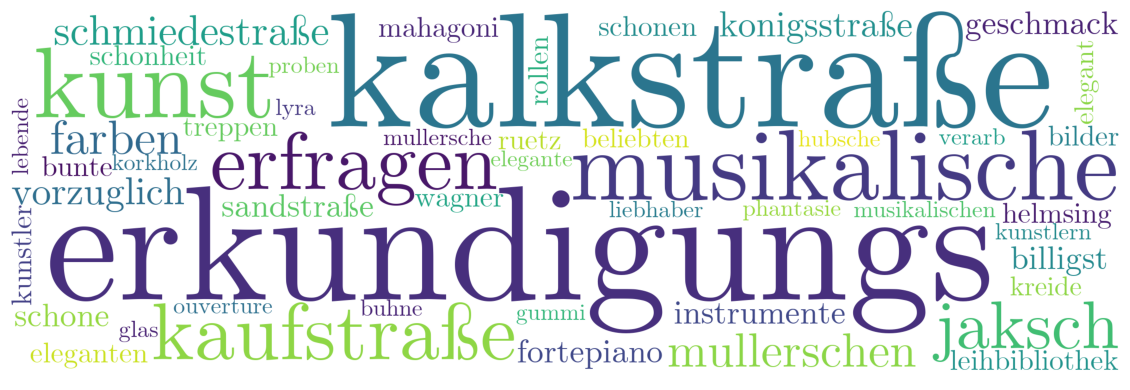 schmiedestraße
mahagoni
schonen
konigsstraße
geschmack
kunst
schonheit
proben
kalkstraße
rollen
elegant
lyra
lebende
farben
treppen
mullersche
ruetz
beliebten
hubsche
verarb
bilder
bunte
korkholz
erfragen
elegante
musikalische
vorzuglich
sandstraße
wagner
liebhaber
phantasie
musikalischen
helmsing
kunstler
erkundigungs
kunstlern
billigst
kreide
schone
ouverture
buhne
gummi
instrumente
jaksch
glas
kaufstraße
eleganten
fortepiano
mullerschen
leihbibliothek